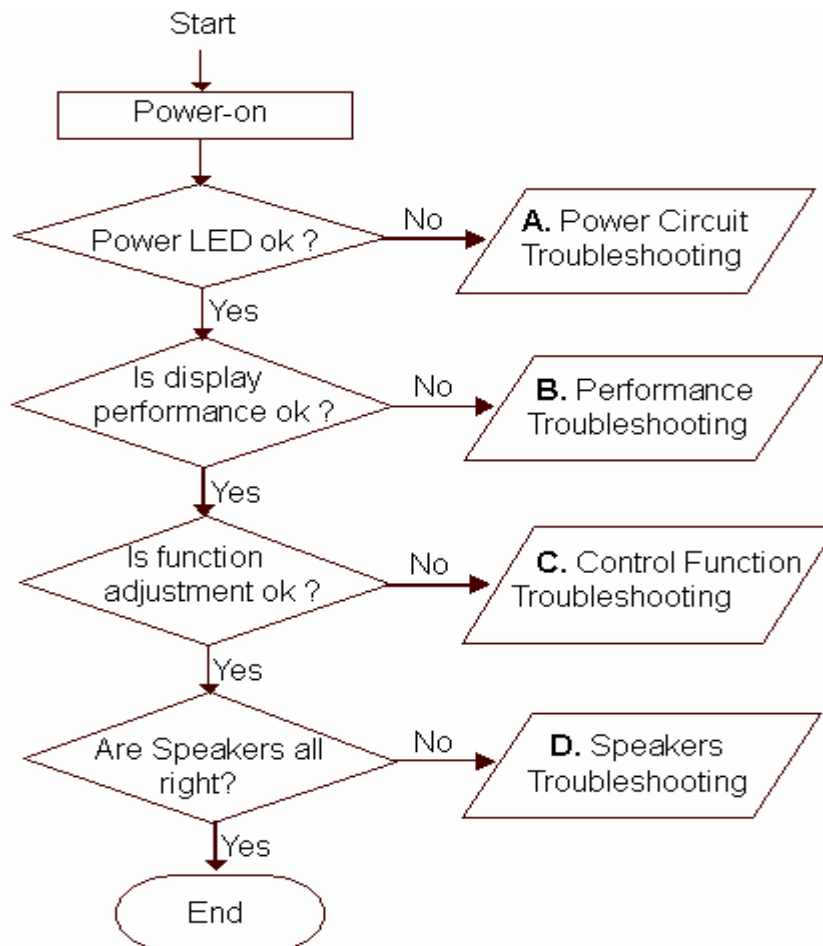 Start
Power-on
Power LED ok ?
No
A. Power Circuit
Troubleshooting
Yes
Is display
performance ok ?
No
B. Performance
Troubleshooting
Yes
Is function
adjustment ok ?
No
C. Control Function
Troubleshooting
Yes
Are Speakers all
right?
No
D. Speakers
Troubleshooting
Yes
End